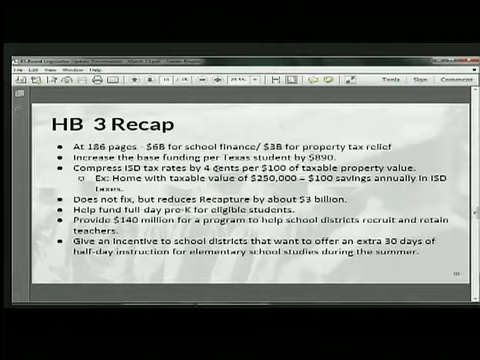 HB 3 Recap
At 186 pages - $6B for school finance/ $3B for property tax relief
Increase the base funding per Texas student by $890.
Compress ISD tax rates by 4 cents per $100 of taxable property value.
Ex: Home with taxable value of $250,000 = $100 savings annually in ISD
taxes.
Does not fix, but reduces Recapture by about $3 billion.
Help fund full-day pre-K for eligible students.
Provide $140 million for a program to help school districts recruit and retain
teachers.
Give an incentive to school districts that want to offer an extra 30 days of
half-day instruction for elementary school studies during the summer.
Tools Sign Comment